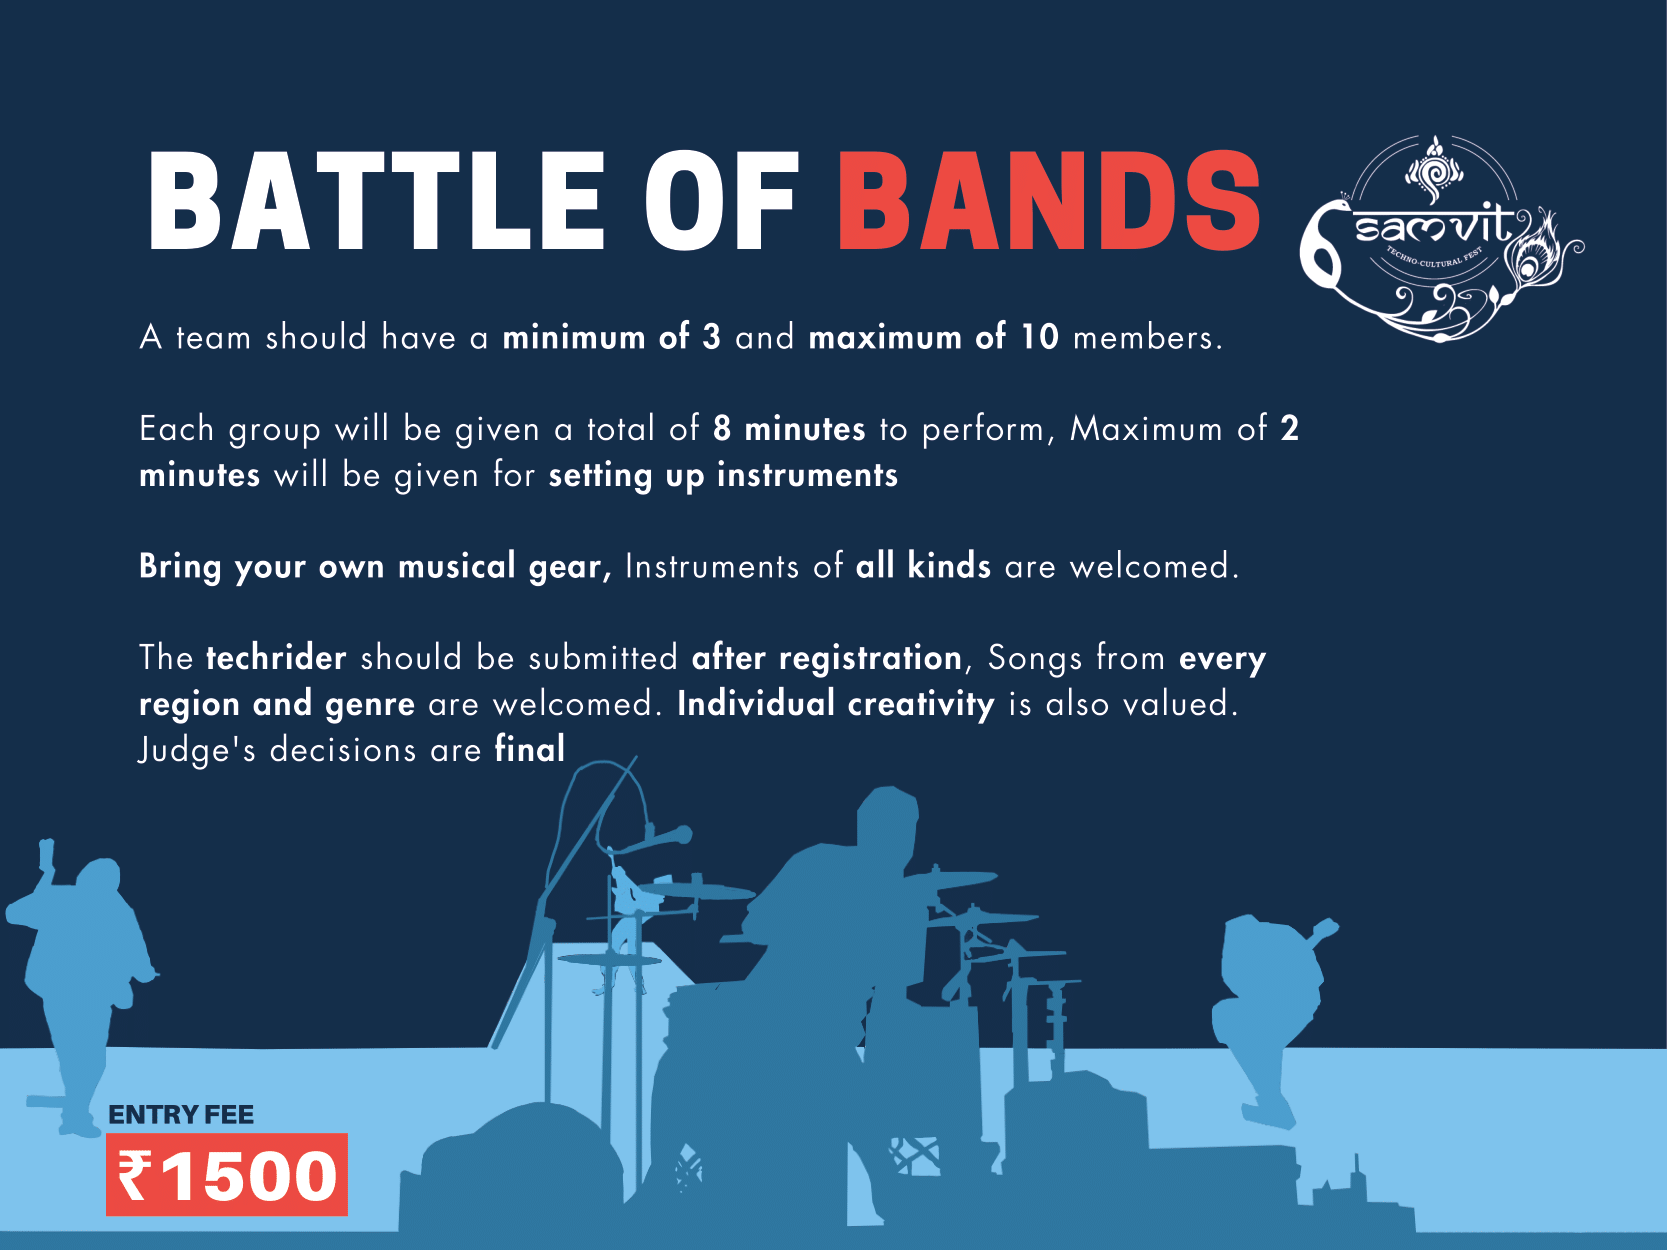 BATTLE OF BANDS
samvit
TECHNO-CULTURAL FEST
A team should have a minimum of 3 and maximum of 10 members.
Each group will be given a total of 8 minutes to perform, Maximum of 2
minutes will be given for setting up instruments
Bring your own musical gear, Instruments of all kinds are welcomed.
The techrider should be submitted after registration, Songs from every
region and genre are welcomed. Individual creativity is also valued.
Judge's decisions are final
ENTRY FEE
₹1500